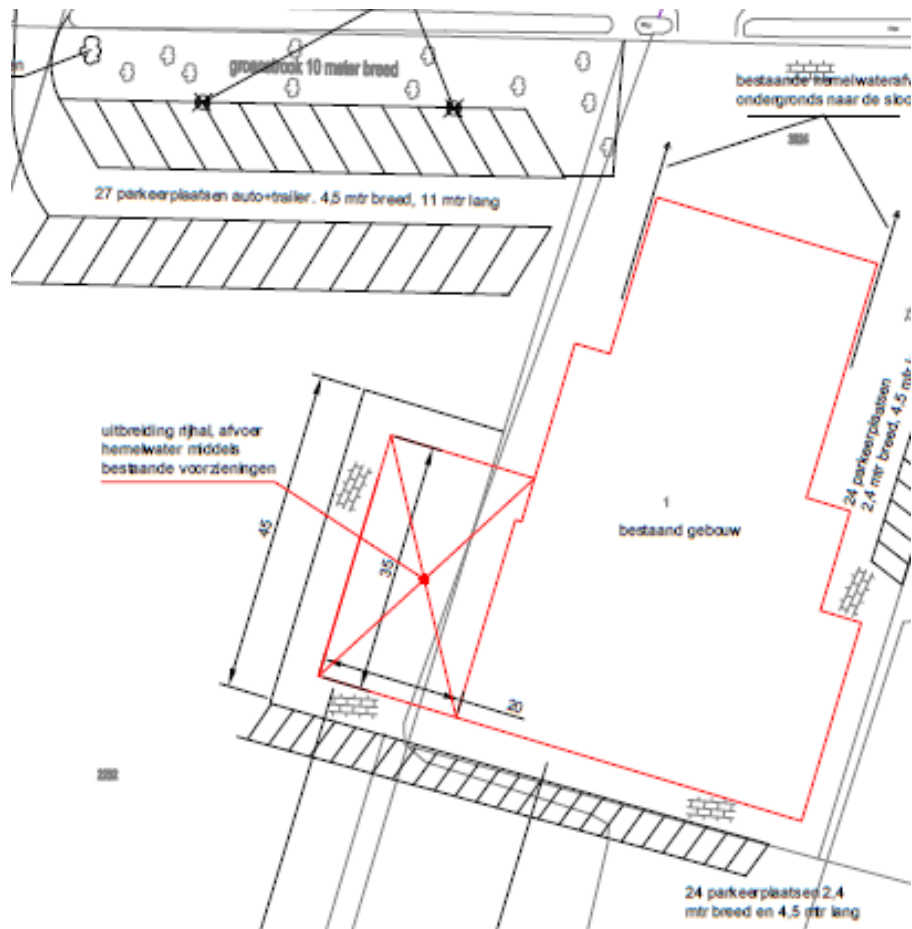 groenstrook 10 meter breed
bestaande hemelwaterafv
ondergronds naar de sloo
27 parkeerplaatsen auto+trailer. 4,5 mtr breed, 11 mtr lang
24 parkeerplaatsen
2,4 mtr breed, 4,5 mtr l
uitbreiding rijhal, afvoer
hemelwater middels
bestaande voorzieningen
45
35
20
1
bestaand gebouw
24 parkeerplaatsen 2,4
mtr breed en 4,5 mtr lang